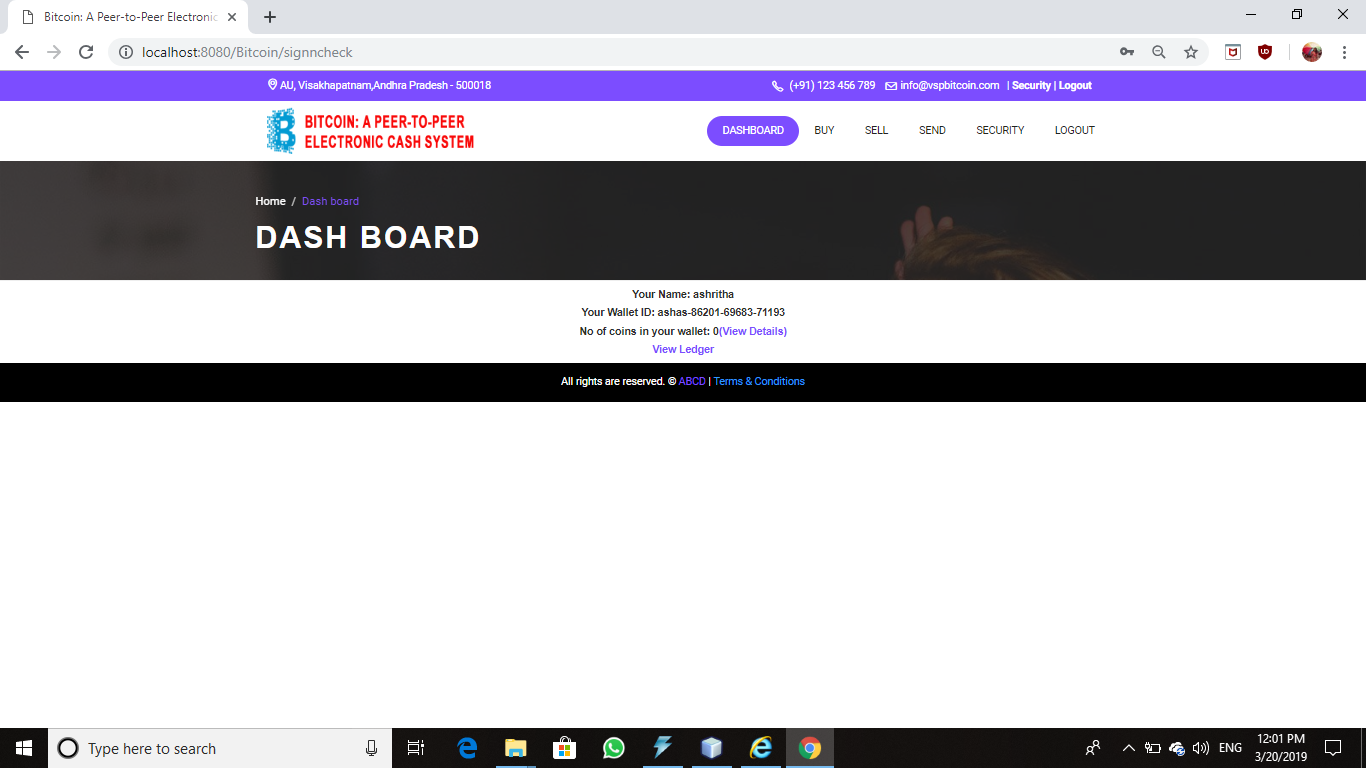 Bitcoin: A Peer-to-Peer Electronic
localhost:8080/Bitcoin/signncheck
AU, Visakhapatnam,Andhra Pradesh - 500018 (+91) 123 456 789 info@vspbitcoin.com | Security | Logout
BITCOIN: A PEER-TO-PEER
ELECTRONIC CASH SYSTEM
DASHBOARD BUY SELL SEND SECURITY LOGOUT
Home / Dash board
DASH BOARD
Your Name: ashritha
Your Wallet ID: ashas-86201-69683-71193
No of coins in your wallet: 0(View Details)
View Ledger
All rights are reserved. © ABCD | Terms & Conditions
Type here to search
ENG
12:01 PM
3/20/2019